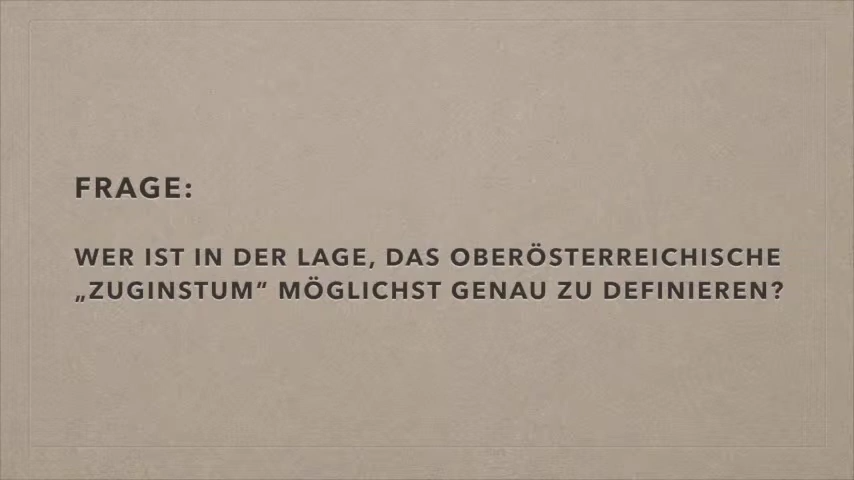 FRAGE:
WER IST IN DER LAGE, DAS OBERÖSTERREICHISCHE
„ZUGINSTUM” MÖGLICHST GENAU ZU DEFINIEREN?